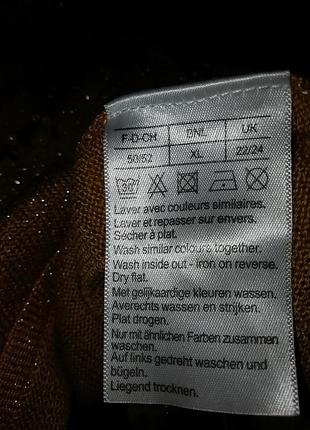 F-D-CH BNL UK
50/52 XL 22/24
30
Laver avec couleurs similaires.
Laver et repasser sur envers.
Sécher à plat.
Wash similar colours together.
Wash inside out - iron on reverse.
Dry flat.
Met gelijkaardige kleuren wassen.
Averechts wassen en strijken.
Plat drogen.
Nur mit ähnlichen Farben zusammen
waschen.
Auf links gedreht waschen und
bügeln.
Liegend trocknen.